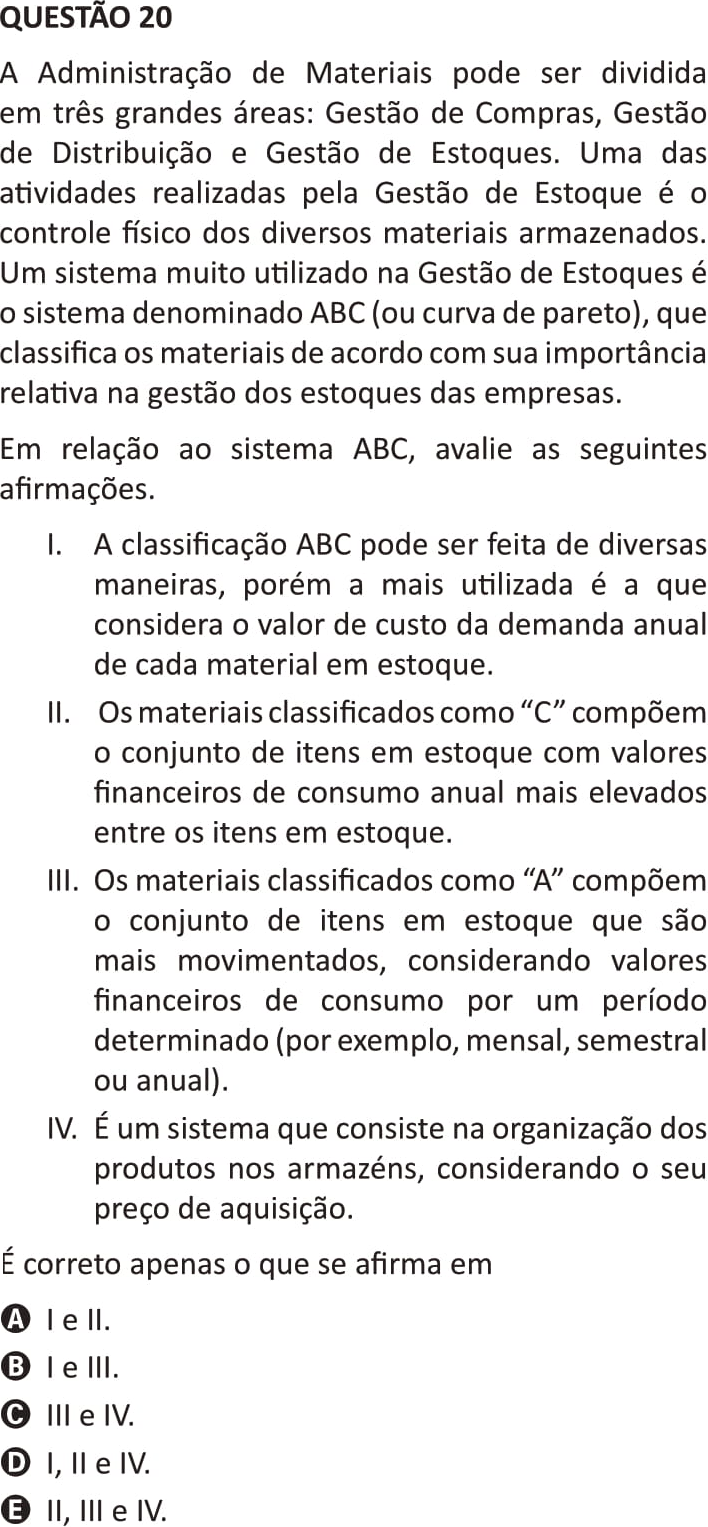 QUESTÃO 20
A Administração de Materiais pode ser dividida
em três grandes áreas: Gestão de Compras, Gestão
de Distribuição e Gestão de Estoques. Uma das
atividades realizadas pela Gestão de Estoque é o
controle físico dos diversos materiais armazenados.
Um sistema muito utilizado na Gestão de Estoques é
o sistema denominado ABC (ou curva de pareto), que
classifica os materiais de acordo com sua importância
relativa na gestão dos estoques das empresas.
Em relação ao sistema ABC, avalie as seguintes
afirmações.
I. A classificação ABC pode ser feita de diversas
maneiras, porém a mais utilizada é a que
considera o valor de custo da demanda anual
de cada material em estoque.
II. Os materiais classificados como “C” compõem
o conjunto de itens em estoque com valores
financeiros de consumo anual mais elevados
entre os itens em estoque.
III. Os materiais classificados como “A” compõem
o conjunto de itens em estoque que são
mais movimentados, considerando valores
financeiros de consumo por um período
determinado (por exemplo, mensal, semestral
ou anual).
IV. É um sistema que consiste na organização dos
produtos nos armazéns, considerando o seu
preço de aquisição.
É correto apenas o que se afirma em
A I e II.
B I e III.
C III e IV.
D I, II e IV.
E II, III e IV.